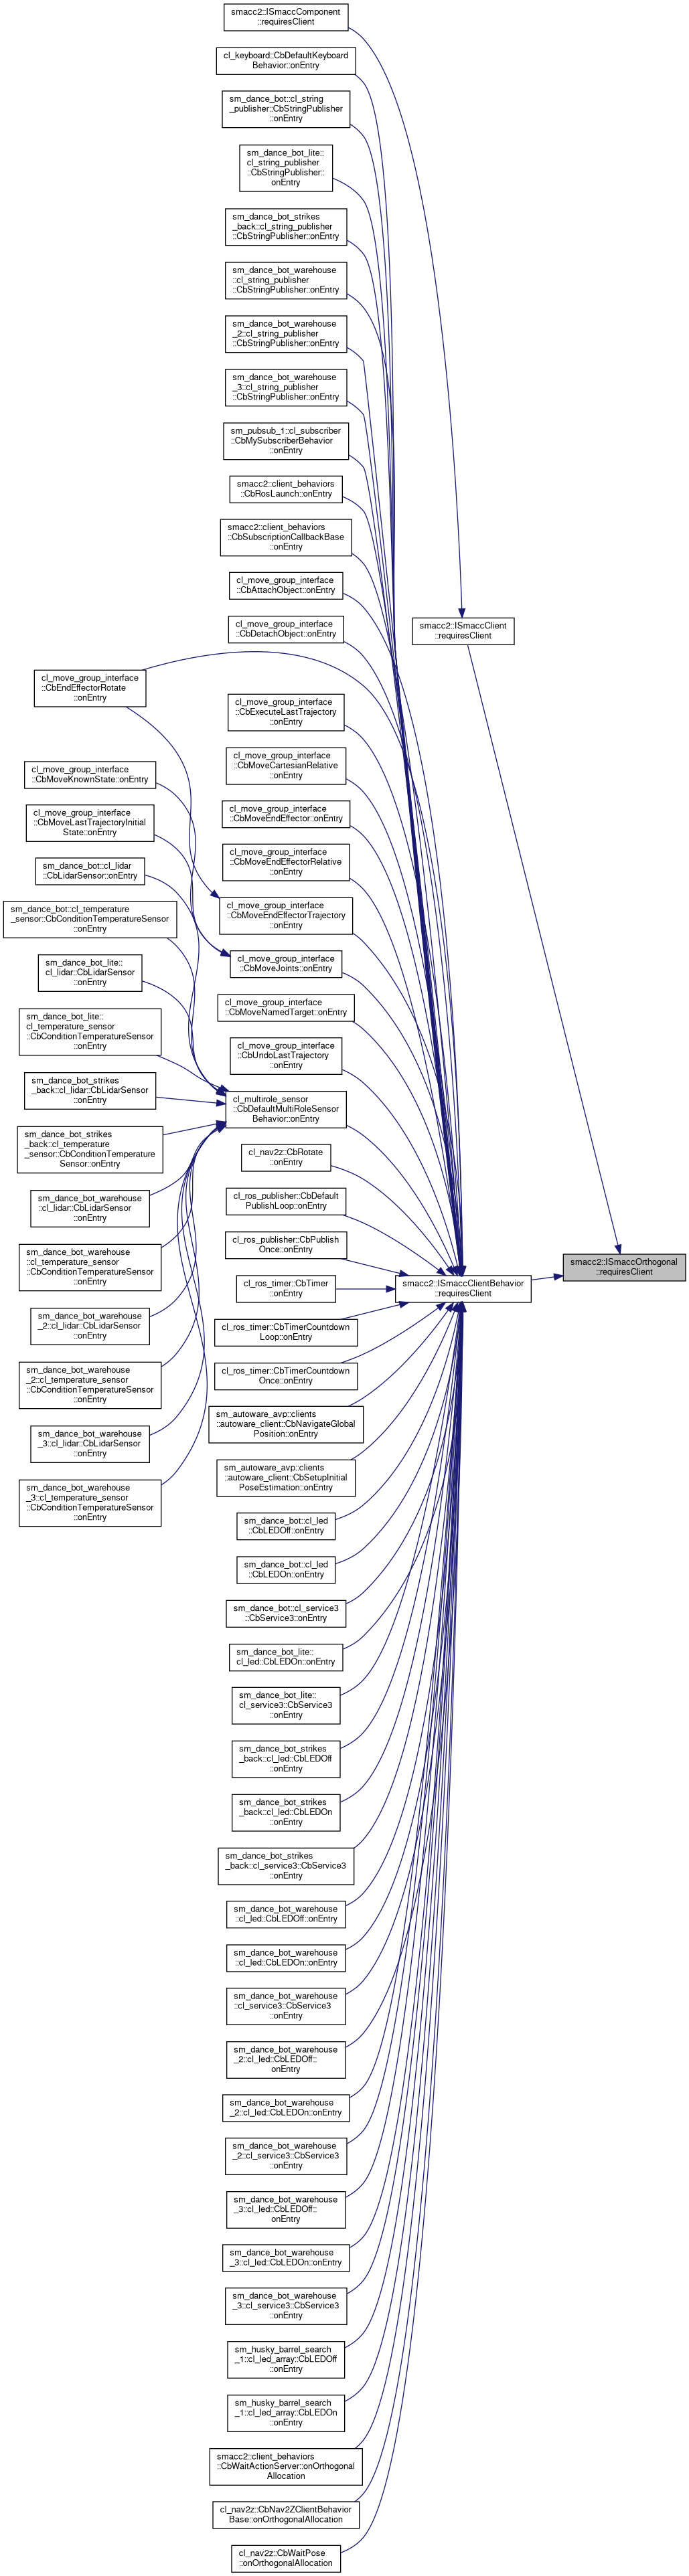 smacc2::ISmaccComponent
::requiresClient
cl_keyboard::CbDefaultKeyboard
Behavior::onEntry
sm_dance_bot::cl_string
_publisher::CbStringPublisher
::onEntry
sm_dance_bot_lite::
cl_string_publisher
::CbStringPublisher::
onEntry
sm_dance_bot_strikes
_back::cl_string_publisher
::CbStringPublisher::onEntry
sm_dance_bot_warehouse
::cl_string_publisher
::CbStringPublisher::onEntry
sm_dance_bot_warehouse
_2::cl_string_publisher
::CbStringPublisher::onEntry
sm_dance_bot_warehouse
_3::cl_string_publisher
::CbStringPublisher::onEntry
sm_pubsub_1::cl_subscriber
::CbMySubscriberBehavior
::onEntry
smacc2::client_behaviors
::CbRosLaunch::onEntry
smacc2::client_behaviors
::CbSubscriptionCallbackBase
::onEntry
cl_move_group_interface
::CbAttachObject::onEntry
cl_move_group_interface
::CbDetachObject::onEntry
smacc2::ISmaccClient
::requiresClient
cl_move_group_interface
::CbEndEffectorRotate
::onEntry
cl_move_group_interface
::CbExecuteLastTrajectory
::onEntry
cl_move_group_interface
::CbMoveCartesianRelative
::onEntry
cl_move_group_interface
::CbMoveKnownState::onEntry
cl_move_group_interface
::CbMoveEndEffector::onEntry
cl_move_group_interface
::CbMoveLastTrajectoryInitial
State::onEntry
cl_move_group_interface
::CbMoveEndEffectorRelative
::onEntry
sm_dance_bot::cl_lidar
::CbLidarSensor::onEntry
cl_move_group_interface
::CbMoveEndEffectorTrajectory
::onEntry
sm_dance_bot::cl_temperature
_sensor::CbConditionTemperatureSensor
::onEntry
cl_move_group_interface
::CbMoveJoints::onEntry
sm_dance_bot_lite::
cl_lidar::CbLidarSensor
::onEntry
cl_move_group_interface
::CbMoveNamedTarget::onEntry
sm_dance_bot_lite::
cl_temperature_sensor
::CbConditionTemperatureSensor
::onEntry
cl_move_group_interface
::CbUndoLastTrajectory
::onEntry
sm_dance_bot_strikes
_back::cl_lidar::CbLidarSensor
::onEntry
cl_multirole_sensor
::CbDefaultMultiRoleSensor
Behavior::onEntry
sm_dance_bot_strikes
_back::cl_temperature
_sensor::CbConditionTemperature
Sensor::onEntry
cl_nav2z::CbRotate
::onEntry
sm_dance_bot_warehouse
::cl_lidar::CbLidarSensor
::onEntry
cl_ros_publisher::CbDefault
PublishLoop::onEntry
cl_ros_publisher::CbPublish
Once::onEntry
sm_dance_bot_warehouse
::cl_temperature_sensor
::CbConditionTemperatureSensor
::onEntry
smacc2::ISmaccOrthogonal
::requiresClient
cl_ros_timer::CbTimer
::onEntry
smacc2::ISmaccClientBehavior
::requiresClient
sm_dance_bot_warehouse
_2::cl_lidar::CbLidarSensor
::onEntry
cl_ros_timer::CbTimerCountdown
Loop::onEntry
sm_dance_bot_warehouse
_2::cl_temperature_sensor
::CbConditionTemperatureSensor
::onEntry
cl_ros_timer::CbTimerCountdown
Once::onEntry
sm_autoware_avp::clients
::autoware_client::CbNavigateGlobal
Position::onEntry
sm_dance_bot_warehouse
_3::cl_lidar::CbLidarSensor
::onEntry
sm_autoware_avp::clients
::autoware_client::CbSetupInitial
PoseEstimation::onEntry
sm_dance_bot_warehouse
_3::cl_temperature_sensor
::CbConditionTemperatureSensor
::onEntry
sm_dance_bot::cl_led
::CbLEDOff::onEntry
sm_dance_bot::cl_led
::CbLEDOn::onEntry
sm_dance_bot::cl_service3
::CbService3::onEntry
sm_dance_bot_lite::
cl_led::CbLEDOn::onEntry
sm_dance_bot_lite::
cl_service3::CbService3
::onEntry
sm_dance_bot_strikes
_back::cl_led::CbLEDOff
::onEntry
sm_dance_bot_strikes
_back::cl_led::CbLEDOn
::onEntry
sm_dance_bot_strikes
_back::cl_service3::CbService3
::onEntry
sm_dance_bot_warehouse
::cl_led::CbLEDOff::onEntry
sm_dance_bot_warehouse
::cl_led::CbLEDOn::onEntry
sm_dance_bot_warehouse
::cl_service3::CbService3
::onEntry
sm_dance_bot_warehouse
_2::cl_led::CbLEDOff::
onEntry
sm_dance_bot_warehouse
_2::cl_led::CbLEDOn::onEntry
sm_dance_bot_warehouse
_2::cl_service3::CbService3
::onEntry
sm_dance_bot_warehouse
_3::cl_led::CbLEDOff::
onEntry
sm_dance_bot_warehouse
_3::cl_led::CbLEDOn::onEntry
sm_dance_bot_warehouse
_3::cl_service3::CbService3
::onEntry
sm_husky_barrel_search
_1::cl_led_array::CbLEDOff
::onEntry
sm_husky_barrel_search
_1::cl_led_array::CbLEDOn
::onEntry
smacc2::client_behaviors
::CbWaitActionServer::onOrthogonal
Allocation
cl_nav2z::CbNav2ZClientBehavior
Base::onOrthogonalAllocation
cl_nav2z::CbWaitPose
::onOrthogonalAllocation